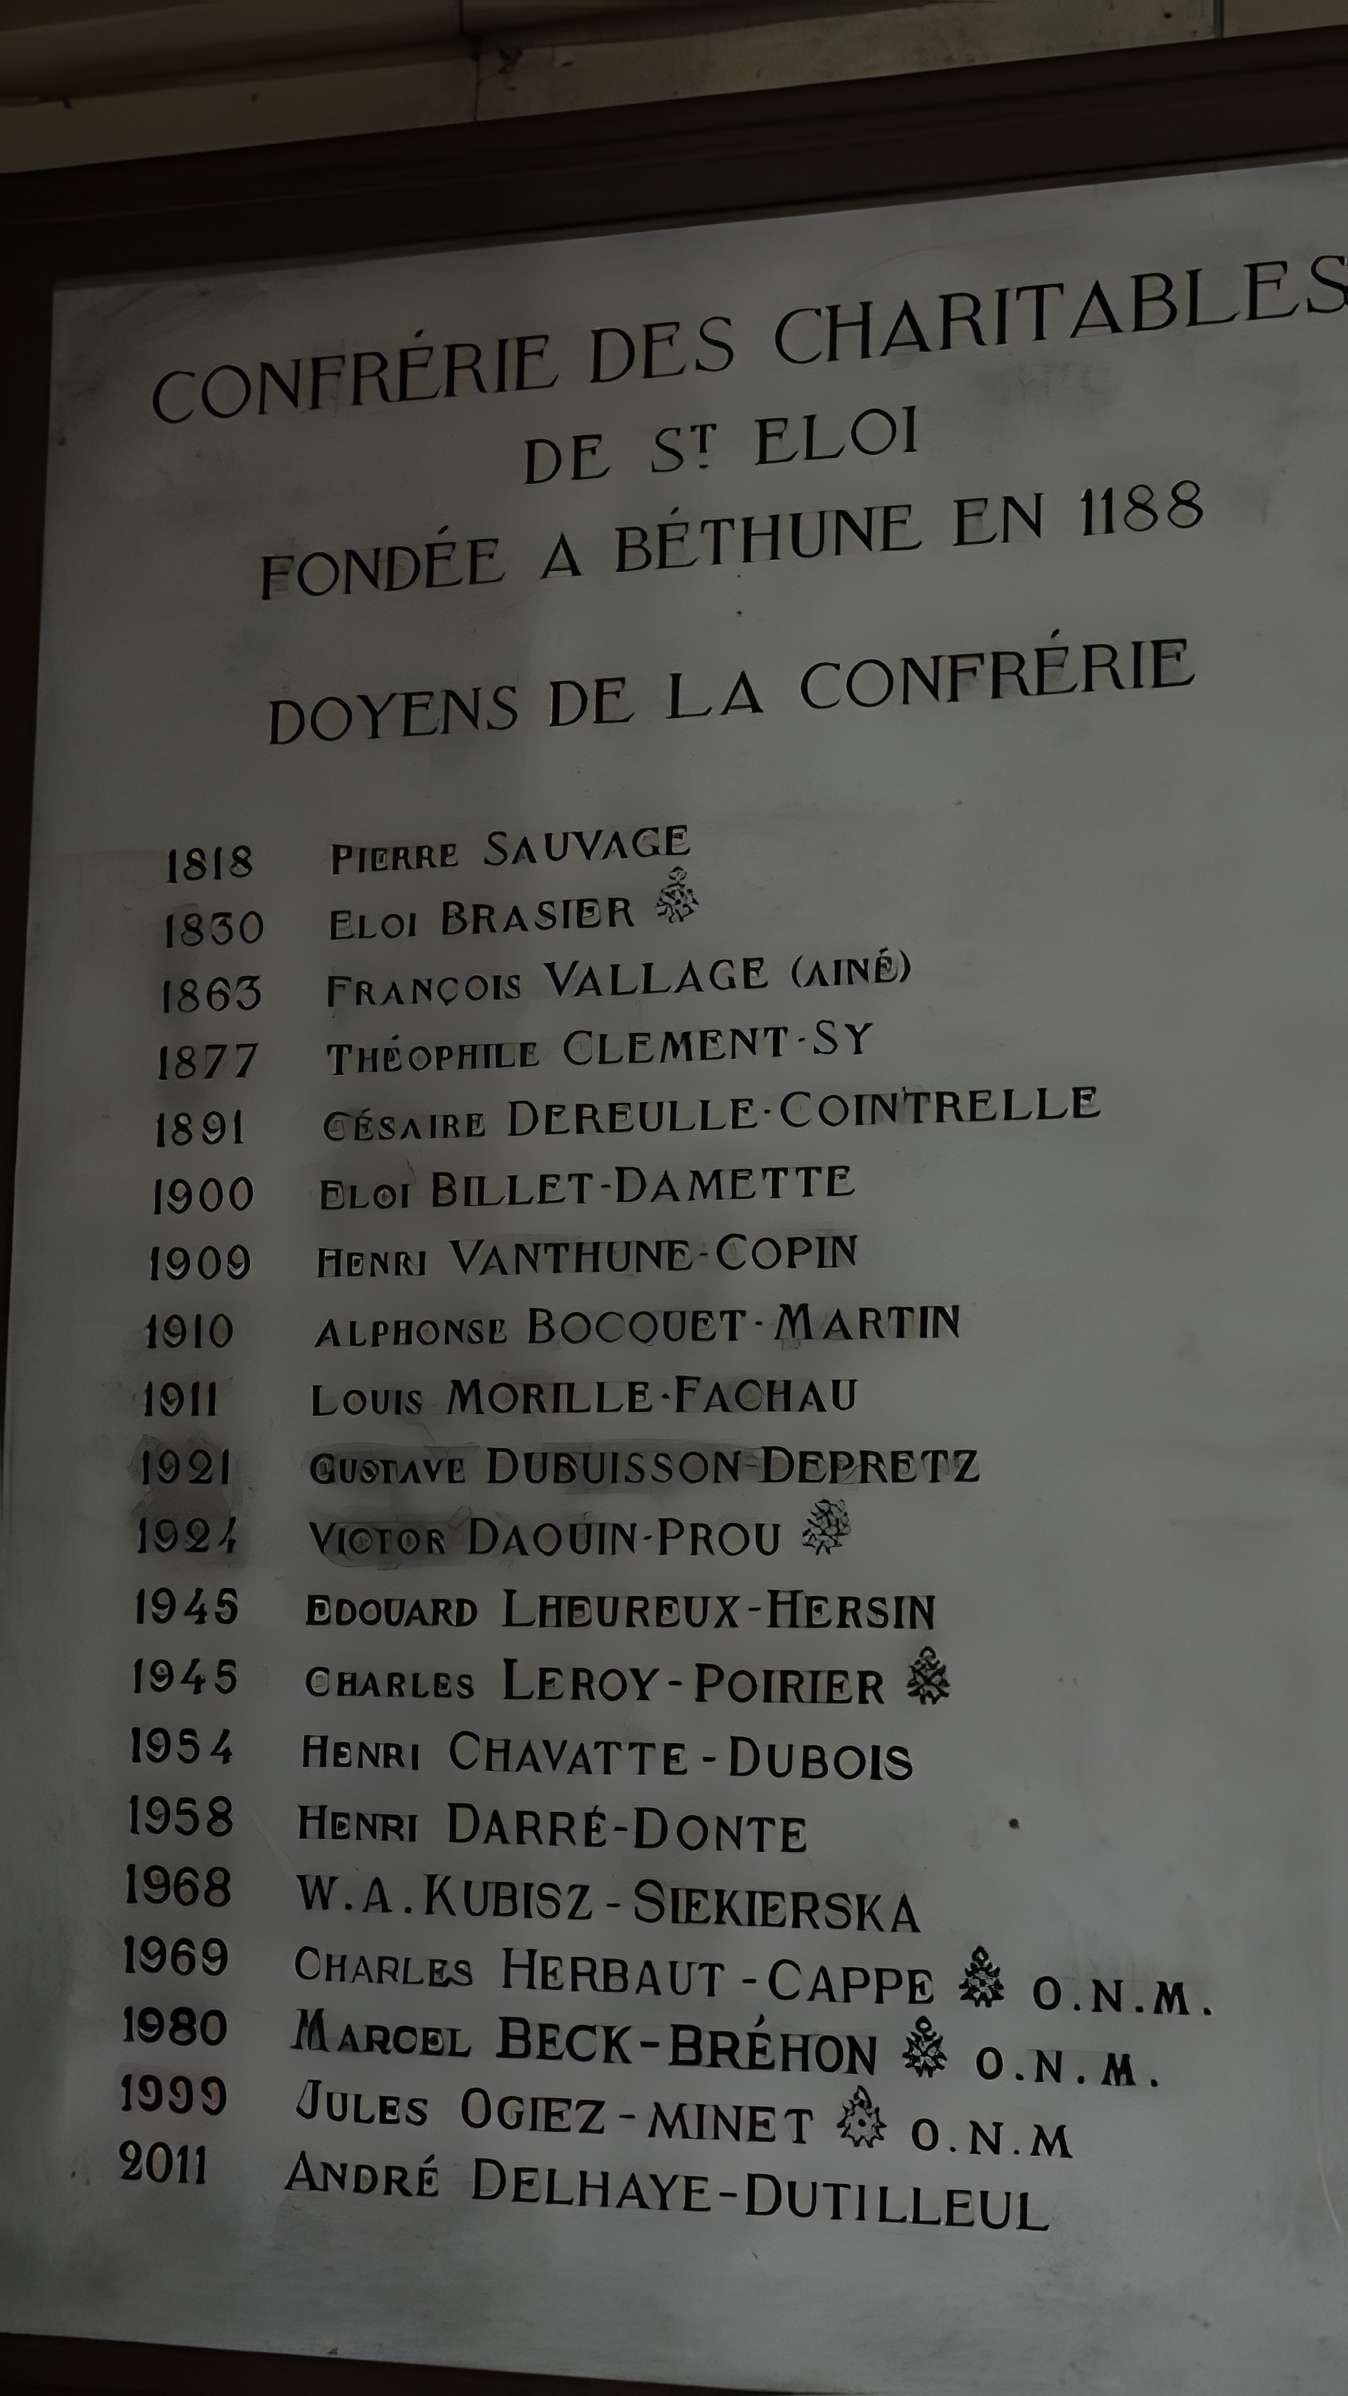 CONFRÉRIE DES CHARITABLES
DE ST ELOI
FONDÉE A BÉTHUNE EN 1188
DOYENS DE LA CONFRÉRIE
1818 PIERRE SAUVAGE
1830 ELOI BRASIER
1863 FRANÇOIS VALLAGE (AINÉ)
1877 THÉOPHILE CLEMENT-SY
1891 CÉSAIRE DEREULLE-COINTRELLE
1900 ELOI BILLET-DAMETTE
1909 HENRI VANTHUNE-COPIN
1910 ALPHONSE BOCQUET-MARTIN
1911 LOUIS MORILLE-FACHAU
1921 GUSTAVE DUBUISSON-DEPRETZ
1924 VICTOR DAQUIN-PROU
1945 EDOUARD LHEUREUX-HERSIN
1945 CHARLES LEROY-POIRIER
1954 HENRI CHAVATTE-DUBOIS
1958 HENRI DARRÉ-DONTE
1968 W.A.KUBISZ-SIEKIERSKA
1969 CHARLES HERBAUT-CAPPE O.N.M.
1980 MARCEL BECK-BRÉHON O.N.M.
1999 JULES OGIEZ-MINET O.N.M
2011 ANDRÉ DELHAYE-DUTILLEUL